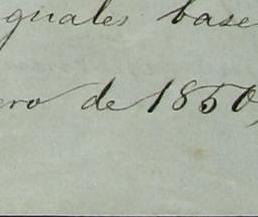 iguales base
ero de 1850,